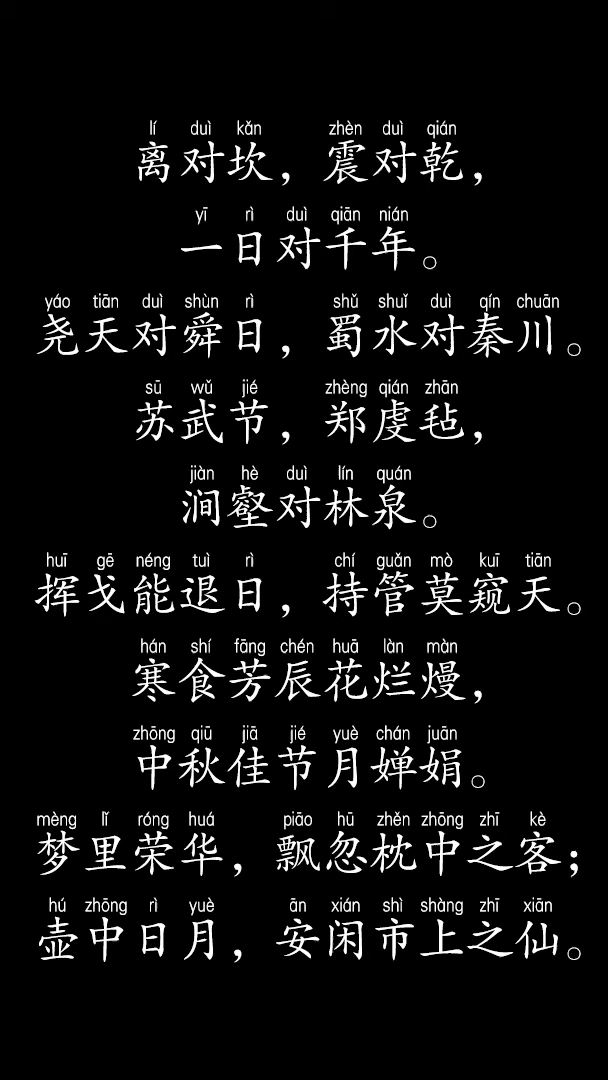 lí duì kǎn zhèn duì qián
离对坎，震对乾，
yī rì duì qiān nián
一日对千年。
yáo tiān duì shùn rì shǔ shuǐ duì qín chuān
尧天对舜日，蜀水对秦川。
sū wǔ jié zhèng qián zhān
苏武节，郑虔毡，
jiàn hè duì lín quán
涧壑对林泉。
huī gē néng tuì rì chí guǎn mò kuī tiān
挥戈能退日，持管莫窥天。
hán shí fāng chén huā làn màn
寒食芳辰花烂熳，
zhōng qiū jiā jié yuè chán juān
中秋佳节月婵娟。
mèng lǐ róng huá piāo hū zhěn zhōng zhī kè
梦里荣华，飘忽枕中之客；
hú zhōng rì yuè ān xián shì shàng zhī xiān
壶中日月，安闲市上之仙。